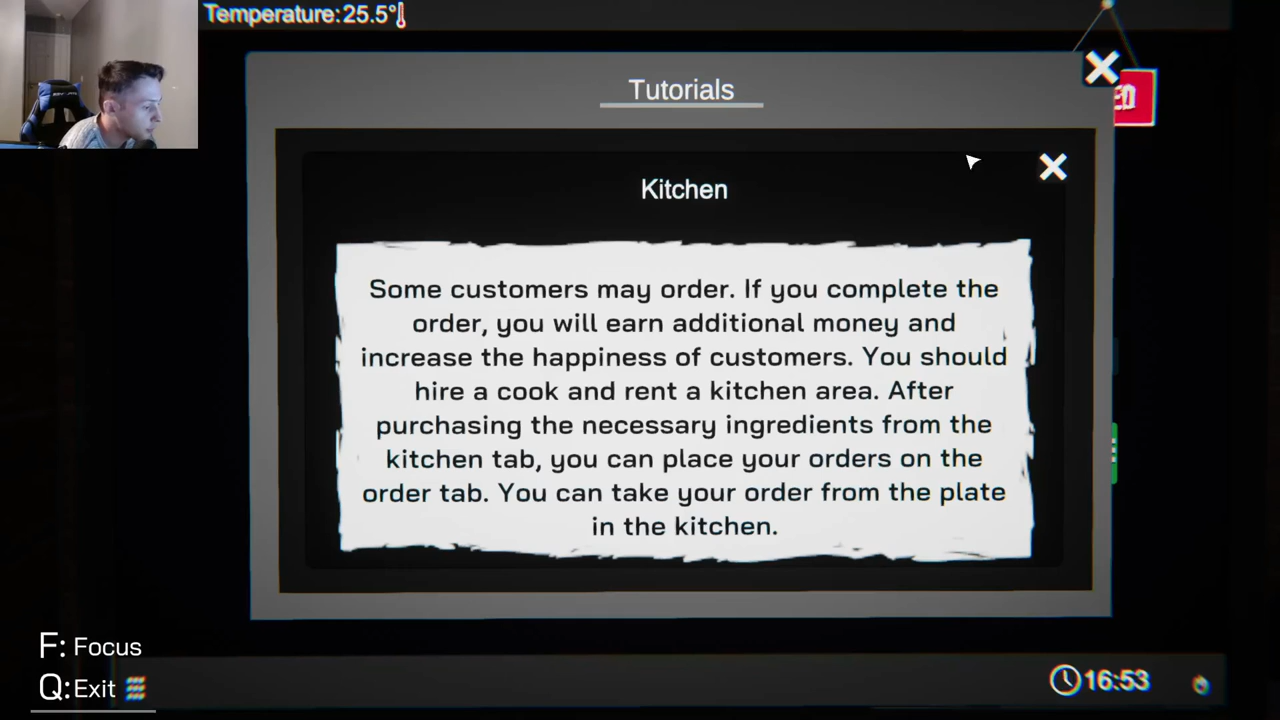 Temperature:25.5°
Tutorials
Kitchen
Some customers may order. If you complete the
order, you will earn additional money and
increase the happiness of customers. You should
hire a cook and rent a kitchen area. After
purchasing the necessary ingredients from the
kitchen tab, you can place your orders on the
order tab. You can take your order from the plate
in the kitchen.
F: Focus
Q:Exit
16:53